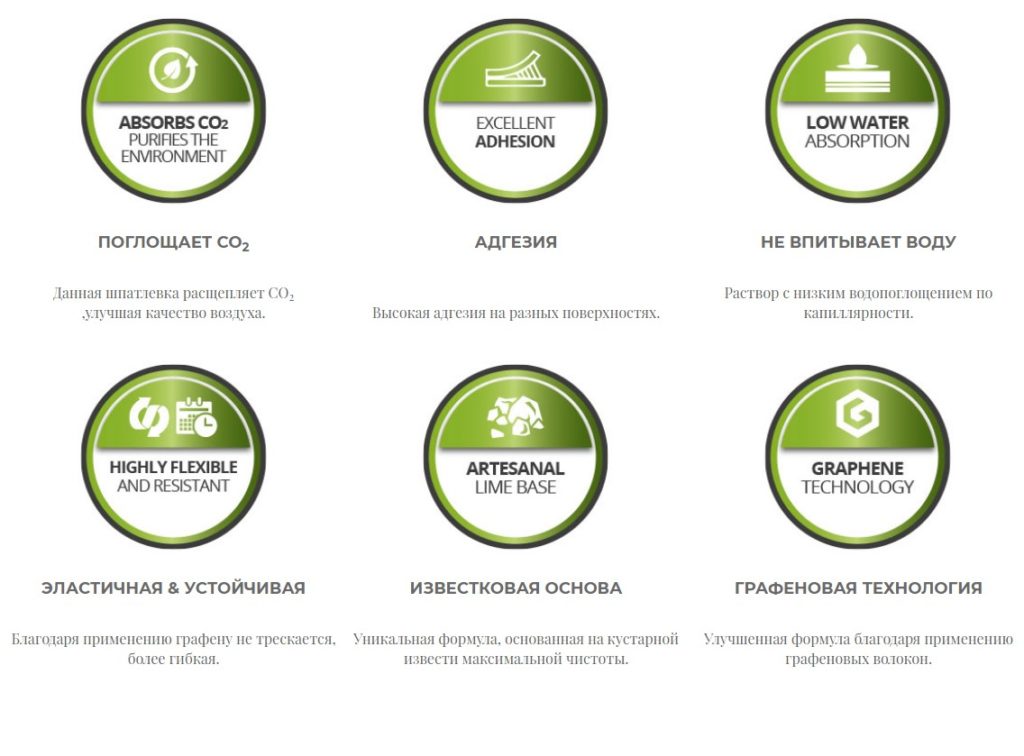 ABSORBS CO₂
PURIFIES THE
ENVIRONMENT
EXCELLENT
ADHESION
LOW WATER
ABSORPTION
ПОГЛОЩАЕТ CO₂
АДГЕЗИЯ
НЕ ВПИТЫВАЕТ ВОДУ
Данная шпатлевка расщепляет CO₂
,улучшая качество воздуха.
Высокая адгезия на разных поверхностях.
Раствор с низким водопоглощением по
капиллярности.
HIGHLY FLEXIBLE
AND RESISTANT
ARTESANAL
LIME BASE
GRAPHENE
TECHNOLOGY
ЭЛАСТИЧНАЯ & УСТОЙЧИВАЯ
ИЗВЕСТКОВАЯ ОСНОВА
ГРАФЕНОВАЯ ТЕХНОЛОГИЯ
Благодаря применению графену не трескается,
более гибкая.
Уникальная формула, основанная на кустарной
извести максимальной чистоты.
Улучшенная формула благодаря применению
графеновых волокон.